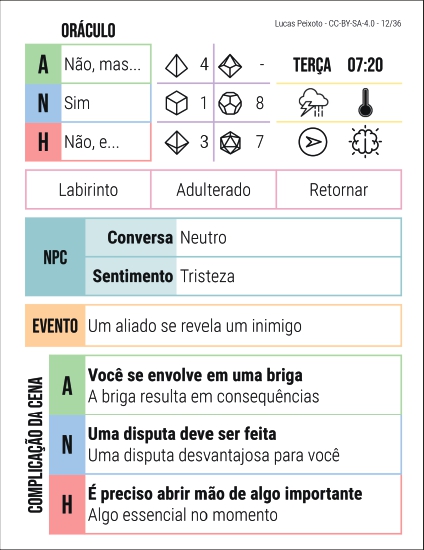 Lucas Peixoto - CC-BY-SA-4.0 - 12/36
ORÁCULO
A Não, mas...
N Sim
H Não, e...
4 -
1 8
3 7
TERÇA 07:20
Labirinto Adulterado Retornar
NPC
Conversa Neutro
Sentimento Tristeza
EVENTO Um aliado se revela um inimigo
COMPLICAÇÃO DA CENA
A
Você se envolve em uma briga
A briga resulta em consequências
N
Uma disputa deve ser feita
Uma disputa desvantajosa para você
H
É preciso abrir mão de algo importante
Algo essencial no momento